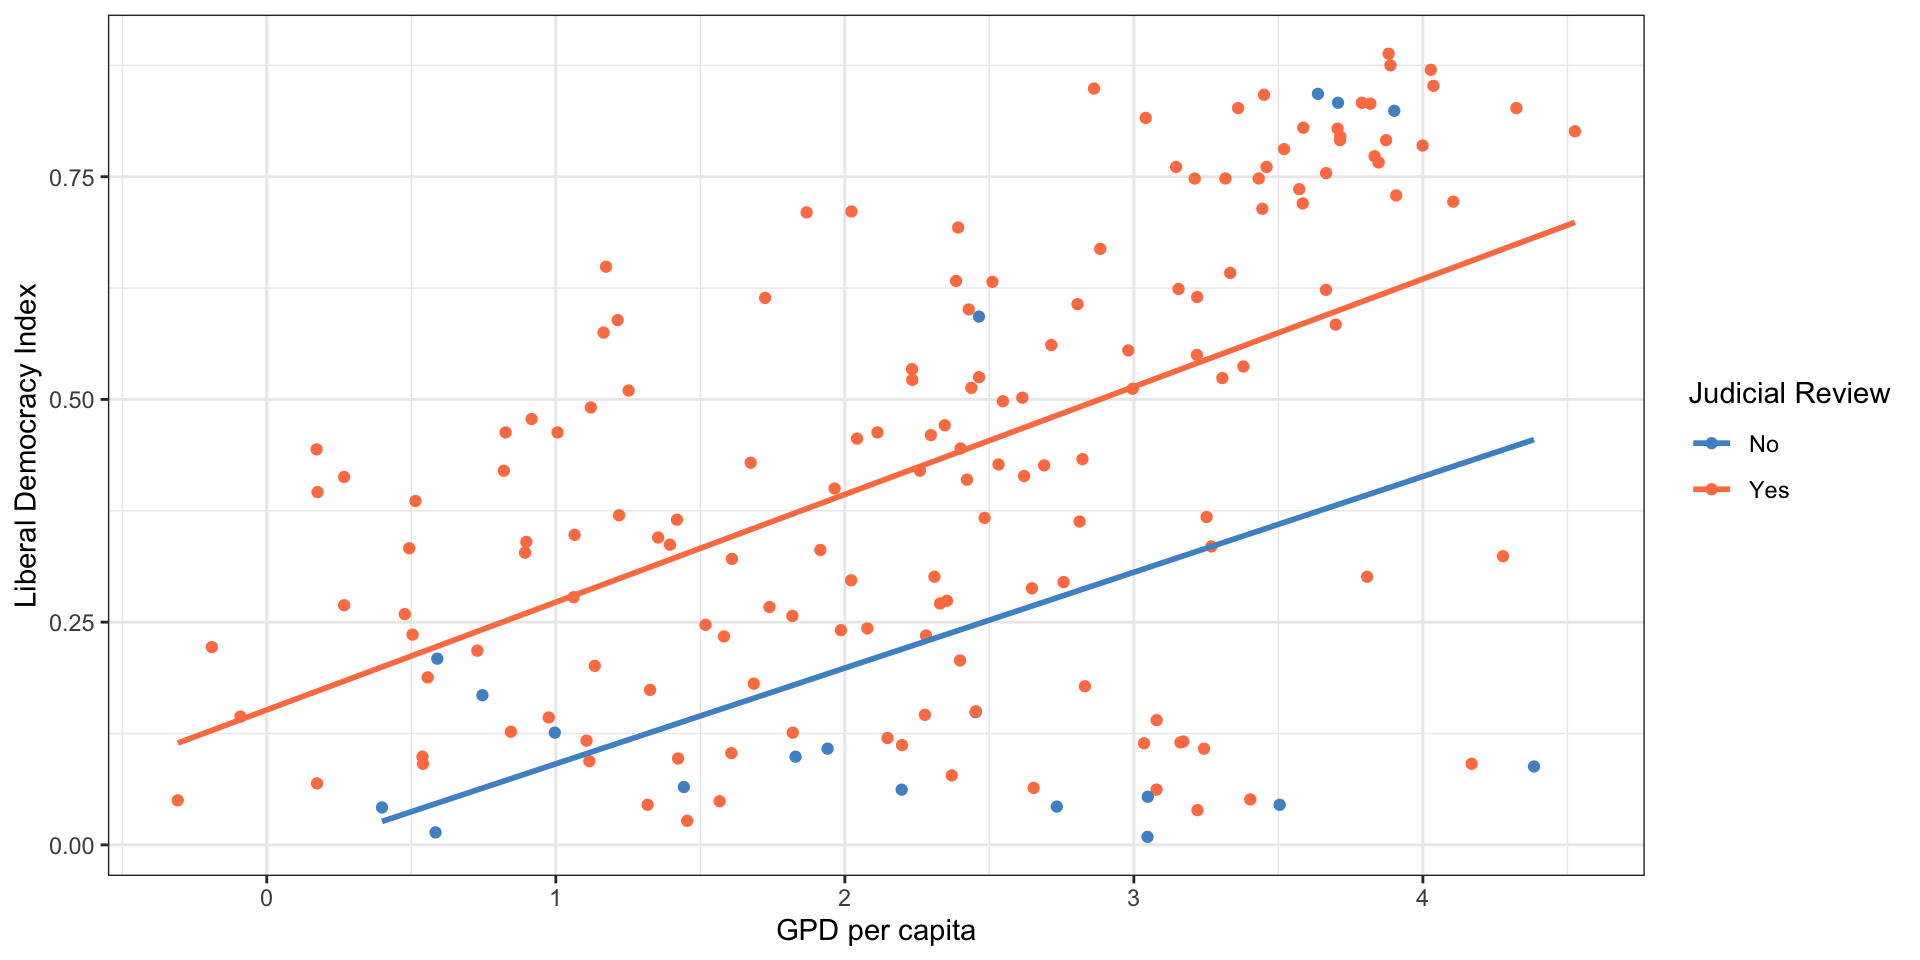 Liberal Democracy Index
0.75
0.50
0.25
0.00
0 1 2 3 4
GPD per capita
Judicial Review
No
Yes